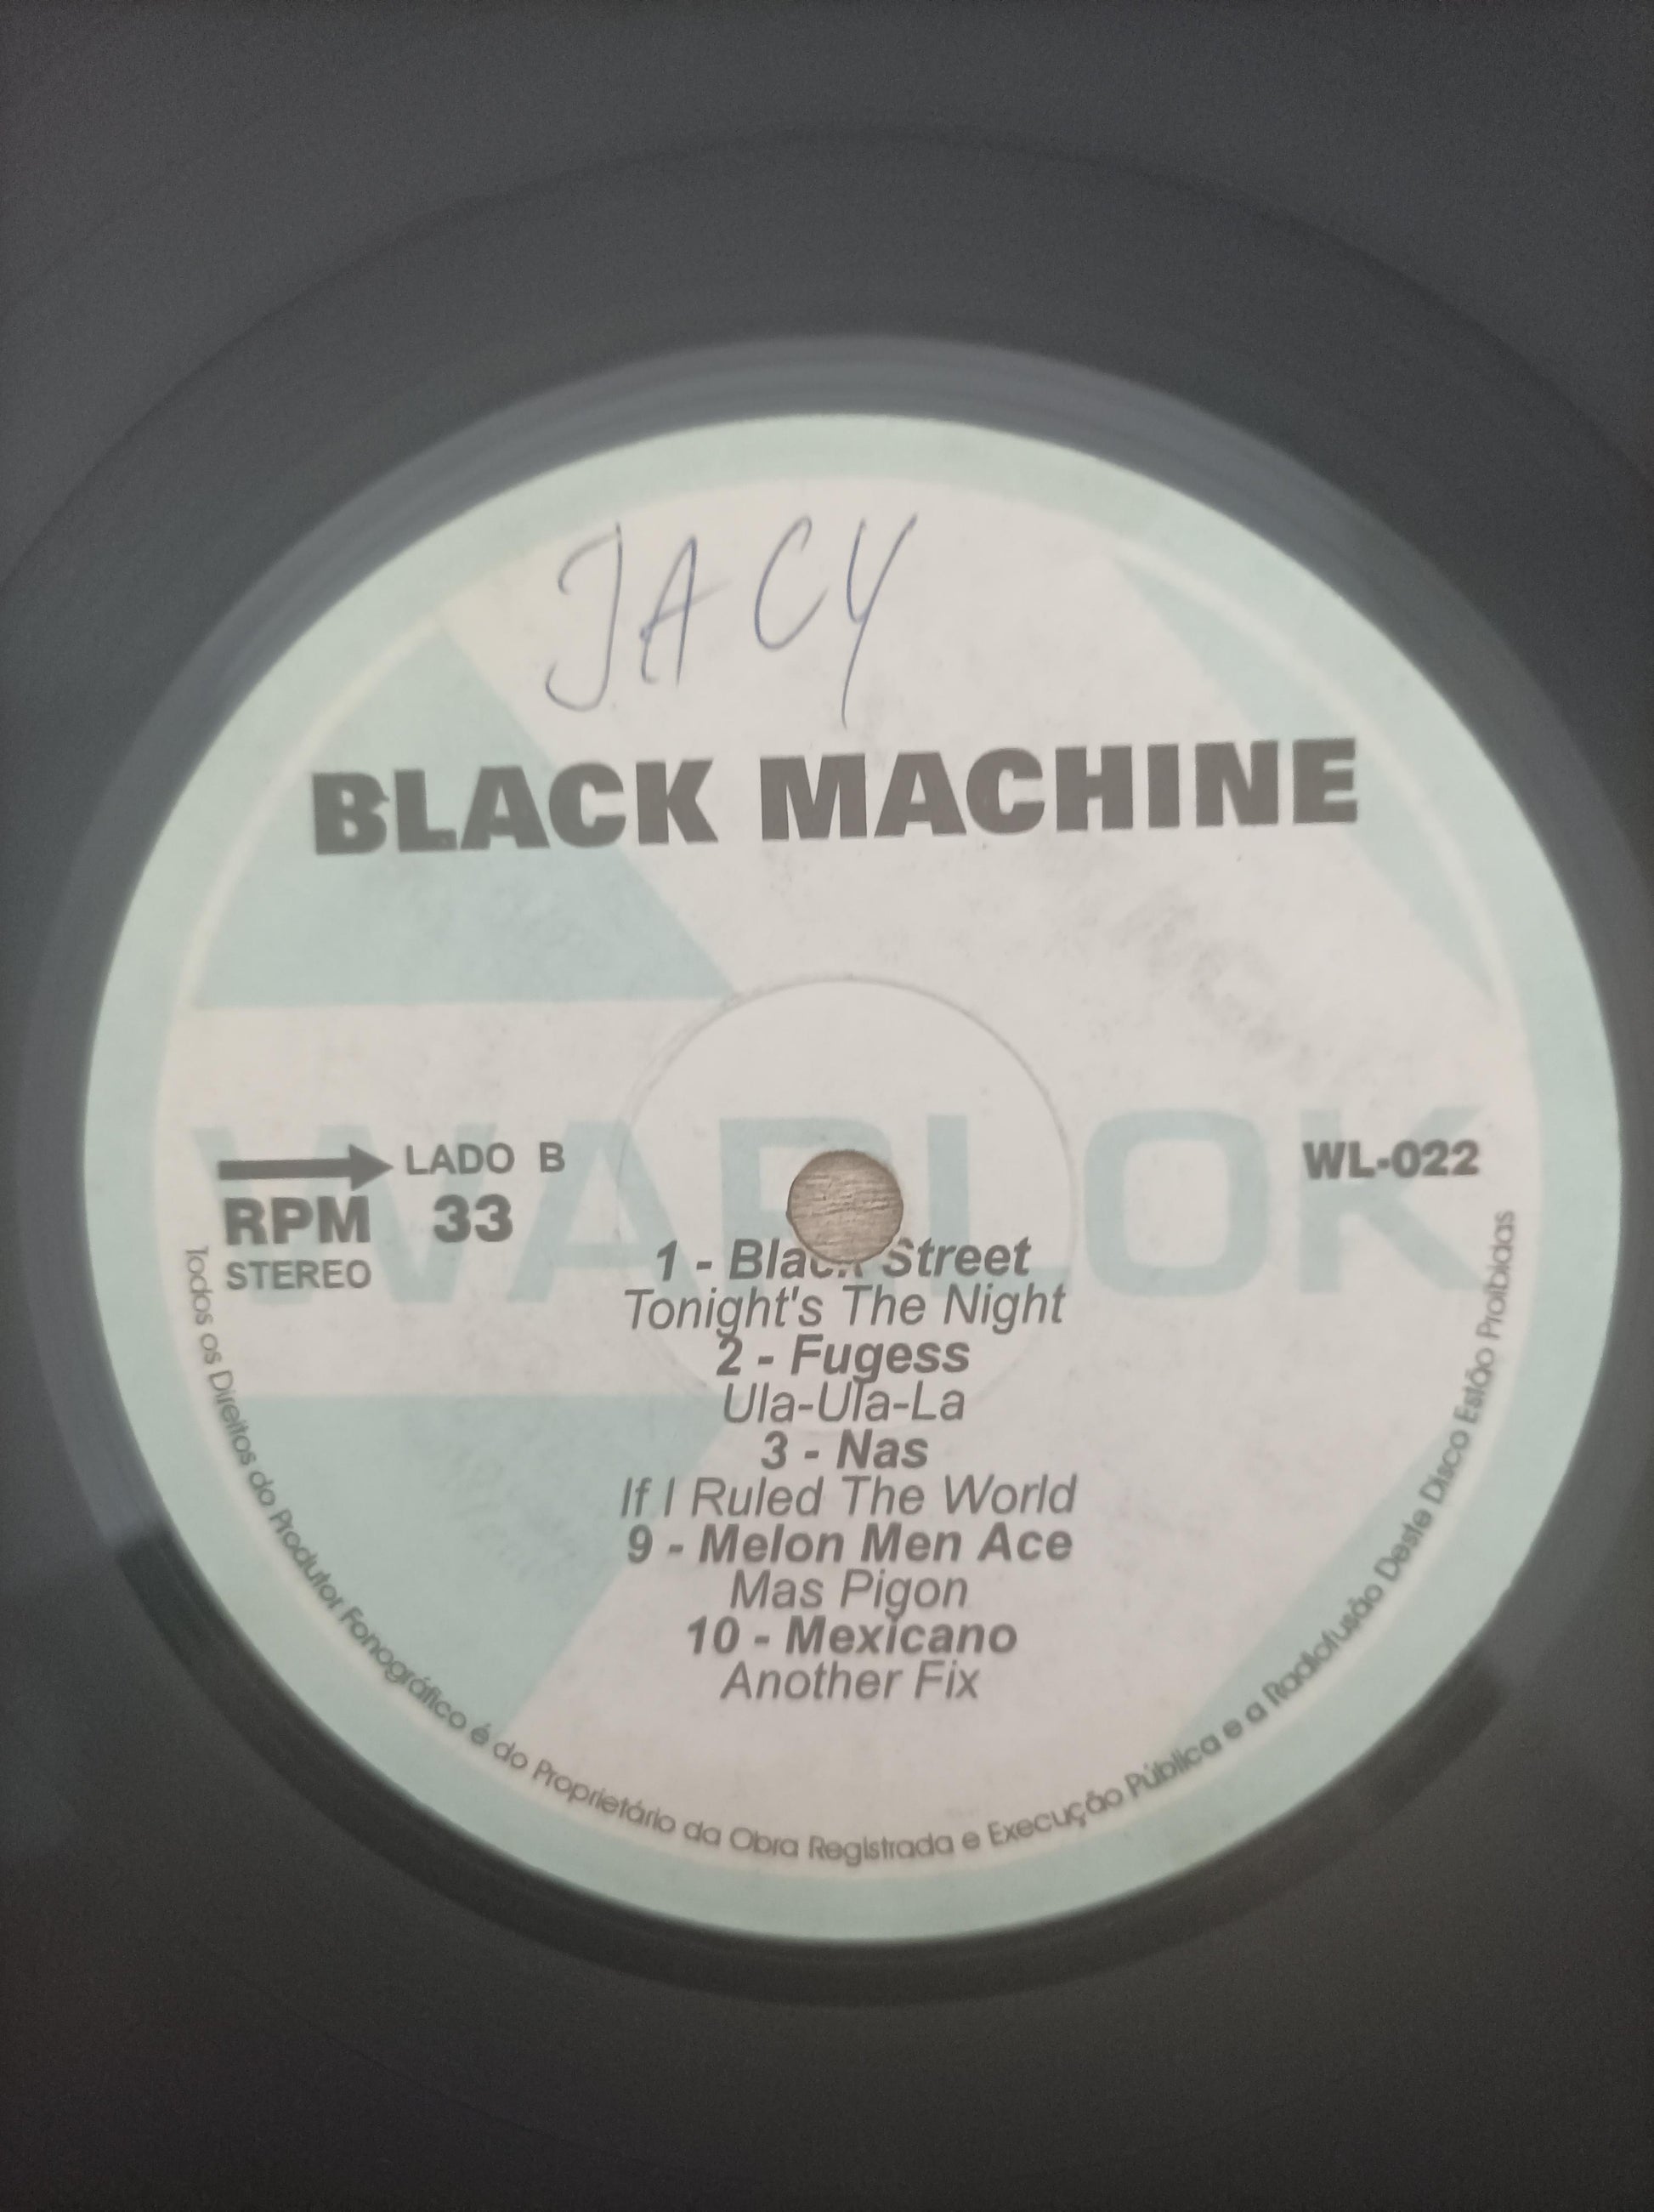 JACY
BLACK MACHINE
WARLOK
LADO B
WL-022
RPM 33
STEREO
1 - Black Street
Tonight's The Night
2 - Fugess
Ula-Ula-La
3 - Nas
If I Ruled The World
9 - Melon Men Ace
Mas Pigon
10 - Mexicano
Another Fix
Todos os Direitos do Produtor Fonográfico é do Proprietário da Obra Registrada e Execução Pública e a Radiofusão Deste Disco Estão Proibidas